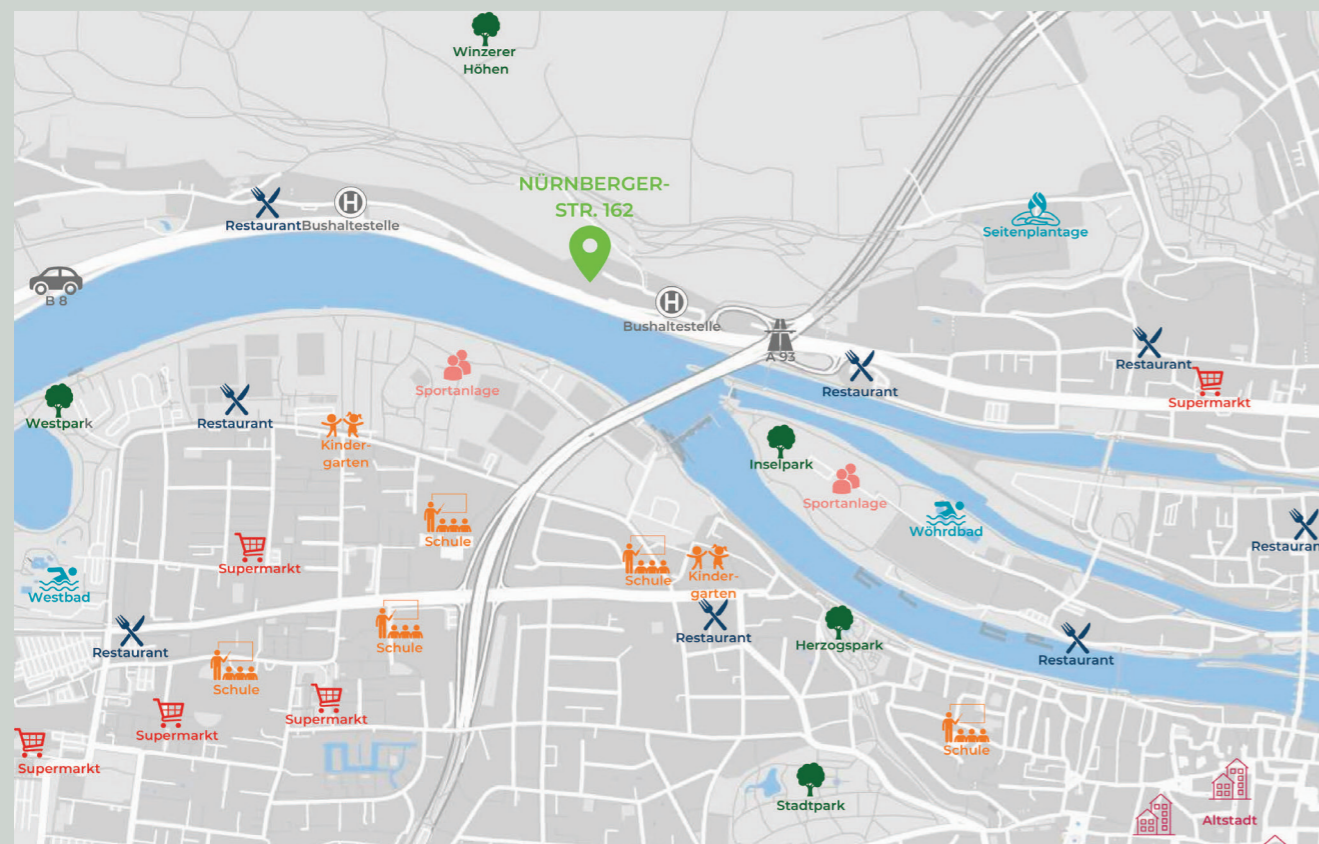 Winzerer
Höhen
NÜRNBERGER-
STR. 162
H
Restaurant
Bushaltestelle
Seitenplantage
B 8
H
Bushaltestelle
A 93
Restaurant
Restaurant
Supermarkt
Sportanlage
Westpark
Restaurant
Kinder-
garten
Inselpark
Sportanlage
Wöhrdbad
Schule
Restaurant
Supermarkt
Schule
Kinder-
garten
Westbad
Restaurant
Schule
Restaurant
Herzogspark
Restaurant
Schule
Supermarkt
Supermarkt
Supermarkt
Schule
Stadtpark
Altstadt